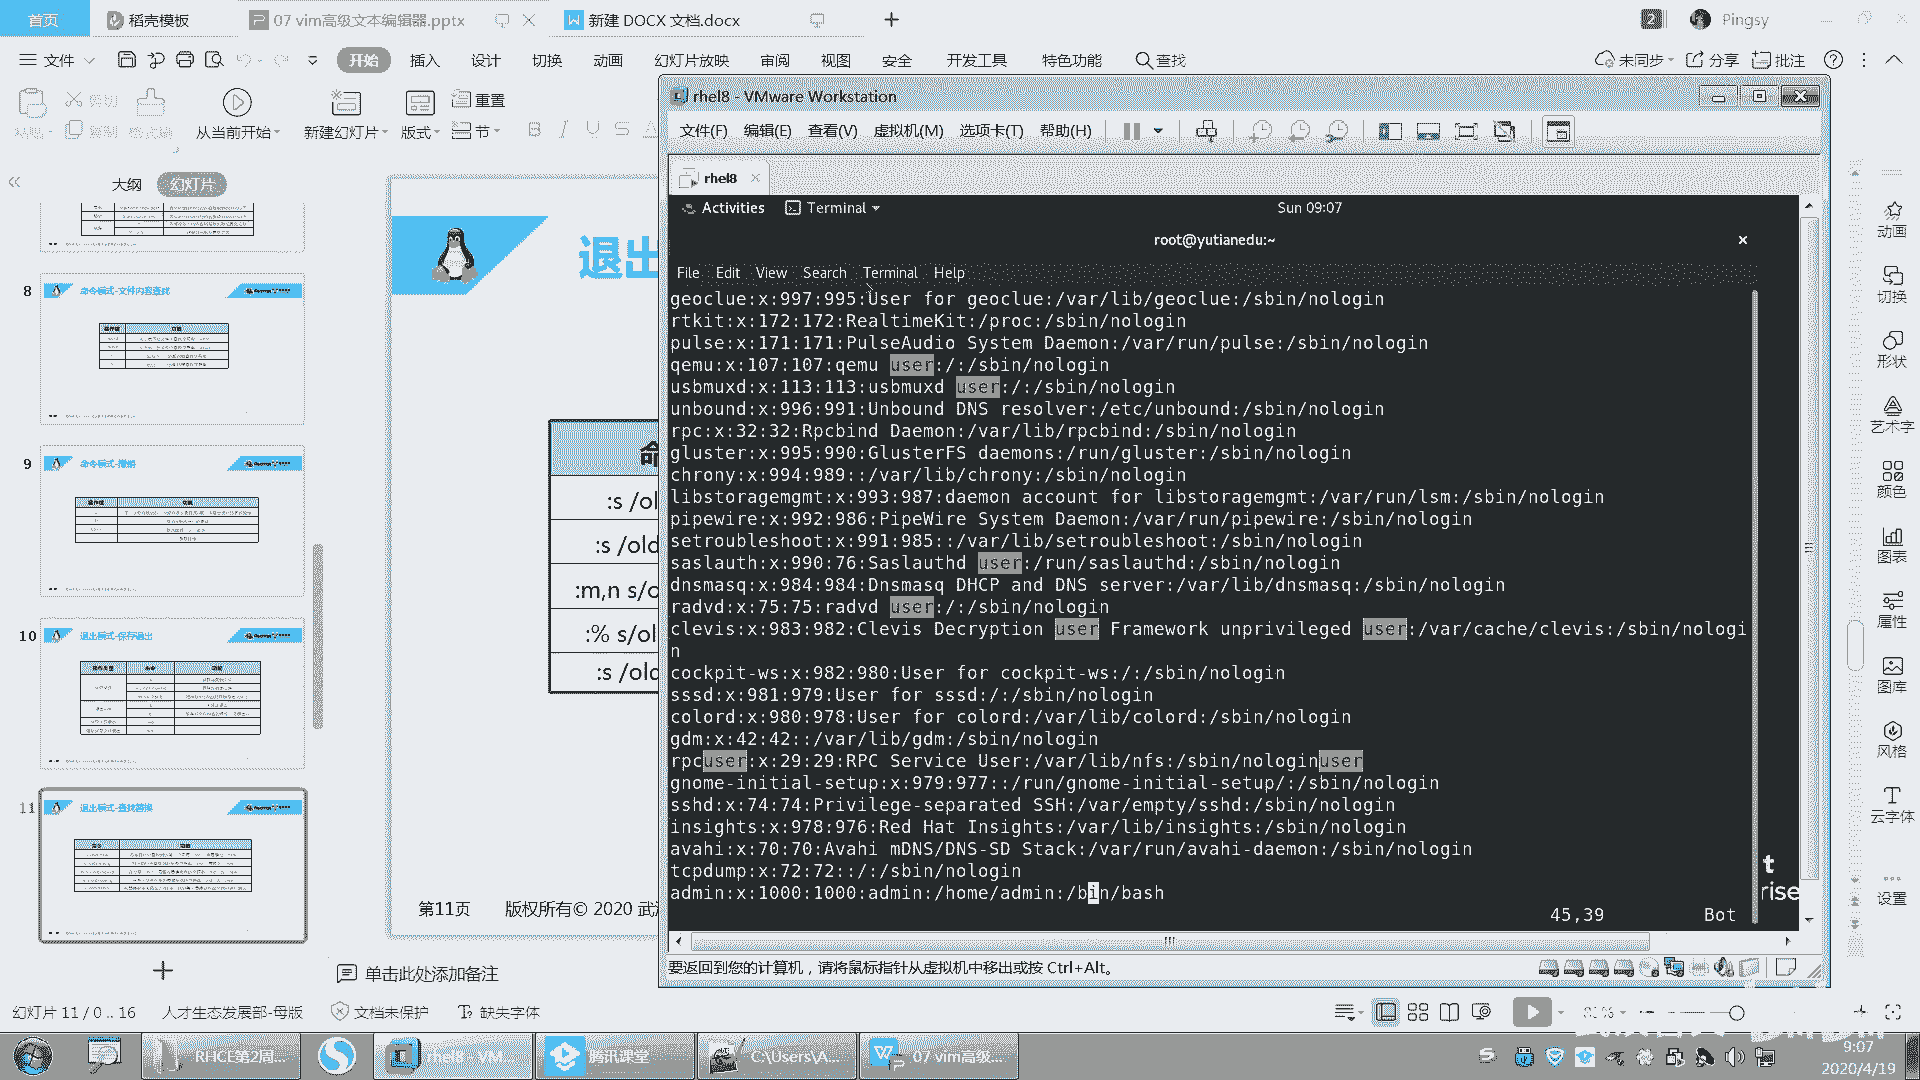 首页
稻壳模板
07 vim高级文本编辑器.pptx
新建 DOCX 文档.docx
2
Pingsy
文件
开始
插入
设计
切换
动画
幻灯片放映
审阅
视图
安全
开发工具
特色功能
查找
未同步
分享
批注
粘贴
剪切
复制
格式刷
从当前开始
新建幻灯片
版式
重置
节
大纲
幻灯片
8
命令模式-文件内容查找
9
命令模式-撤销
10
退出模式-保存退出
11
退出模式-查找替换
退出
命
:s /old
:s /old
:m,n s/o
:% s/ol
:s /old
第11页
版权所有© 2020 武汉
单击此处添加备注
rhel8 - VMware Workstation
文件(F) 编辑(E) 查看(V) 虚拟机(M) 选项卡(T) 帮助(H)
rhel8
Activities
Terminal
Sun 09:07
root@yutianedu:~
File Edit View Search Terminal Help
geoclue:x:997:995:User for geoclue:/var/lib/geoclue:/sbin/nologin
rtkit:x:172:172:RealtimeKit:/proc:/sbin/nologin
pulse:x:171:171:PulseAudio System Daemon:/var/run/pulse:/sbin/nologin
qemu:x:107:107:qemu user:/:/sbin/nologin
usbmuxd:x:113:113:usbmuxd user:/:/sbin/nologin
unbound:x:996:991:Unbound DNS resolver:/etc/unbound:/sbin/nologin
rpc:x:32:32:Rpcbind Daemon:/var/lib/rpcbind:/sbin/nologin
gluster:x:995:990:GlusterFS daemons:/run/gluster:/sbin/nologin
chrony:x:994:989::/var/lib/chrony:/sbin/nologin
libstoragemgmt:x:993:987:daemon account for libstoragemgmt:/var/run/lsm:/sbin/nologin
pipewire:x:992:986:PipeWire System Daemon:/var/run/pipewire:/sbin/nologin
setroubleshoot:x:991:985::/var/lib/setroubleshoot:/sbin/nologin
saslauth:x:990:76:Saslauthd user:/run/saslauthd:/sbin/nologin
dnsmasq:x:984:984:Dnsmasq DHCP and DNS server:/var/lib/dnsmasq:/sbin/nologin
radvd:x:75:75:radvd user:/:/sbin/nologin
clevis:x:983:982:Clevis Decryption user Framework unprivileged user:/var/cache/clevis:/sbin/nologi
n
cockpit-ws:x:982:980:User for cockpit-ws:/:/sbin/nologin
sssd:x:981:979:User for sssd:/:/sbin/nologin
colord:x:980:978:User for colord:/var/lib/colord:/sbin/nologin
gdm:x:42:42::/var/lib/gdm:/sbin/nologin
rpcuser:x:29:29:RPC Service User:/var/lib/nfs:/sbin/nologinuser
gnome-initial-setup:x:979:977::/run/gnome-initial-setup/:/sbin/nologin
sshd:x:74:74:Privilege-separated SSH:/var/empty/sshd:/sbin/nologin
insights:x:978:976:Red Hat Insights:/var/lib/insights:/sbin/nologin
avahi:x:70:70:Avahi mDNS/DNS-SD Stack:/var/run/avahi-daemon:/sbin/nologin
tcpdump:x:72:72::/:/sbin/nologin
admin:x:1000:1000:admin:/home/admin:/bin/bash
45,39 Bot
t
rise
要返回到您的计算机，请将鼠标指针从虚拟机中移出或按 Ctrl+Alt。
动画
切换
形状
艺术字
颜色
图表
属性
图库
风格
云字体
设置
幻灯片 11 / 0 .. 16
人才生态发展部-母版
文档未保护
缺失字体
RHCE第2周...
rhel8 - VM...
腾讯课堂
C:\Users\A...
07 vim高级...
9:07
2020/4/19